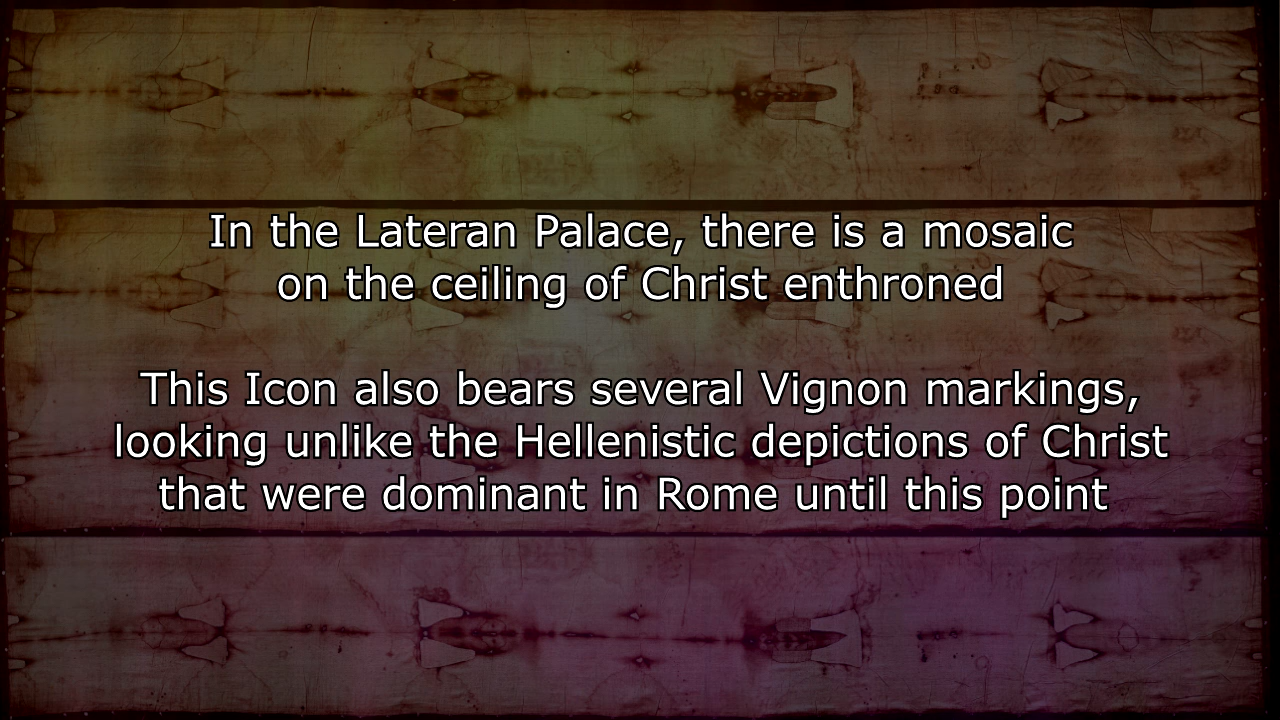 In the Lateran Palace, there is a mosaic
on the ceiling of Christ enthroned
This Icon also bears several Vignon markings,
looking unlike the Hellenistic depictions of Christ
that were dominant in Rome until this point